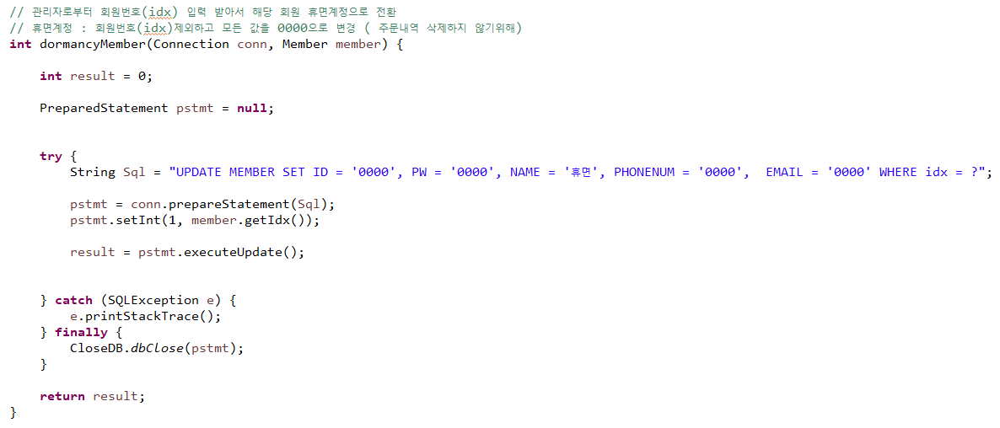 // 관리자로부터 회원번호(idx) 입력 받아서 해당 회원 휴면계정으로 전환
// 휴면계정 : 회원번호(idx)제외하고 모든 값을 0000으로 변경 ( 주문내역 삭제하지 않기위해)
int dormancyMember(Connection conn, Member member) {
int result = 0;
PreparedStatement pstmt = null;
try {
String Sql = "UPDATE MEMBER SET ID = '0000', PW = '0000', NAME = '휴면', PHONENUM = '0000',  EMAIL = '0000' WHERE idx = ?";
pstmt = conn.prepareStatement(Sql);
pstmt.setInt(1, member.getIdx());
result = pstmt.executeUpdate();
} catch (SQLException e) {
e.printStackTrace();
} finally {
CloseDB.dbClose(pstmt);
}
return result;
}